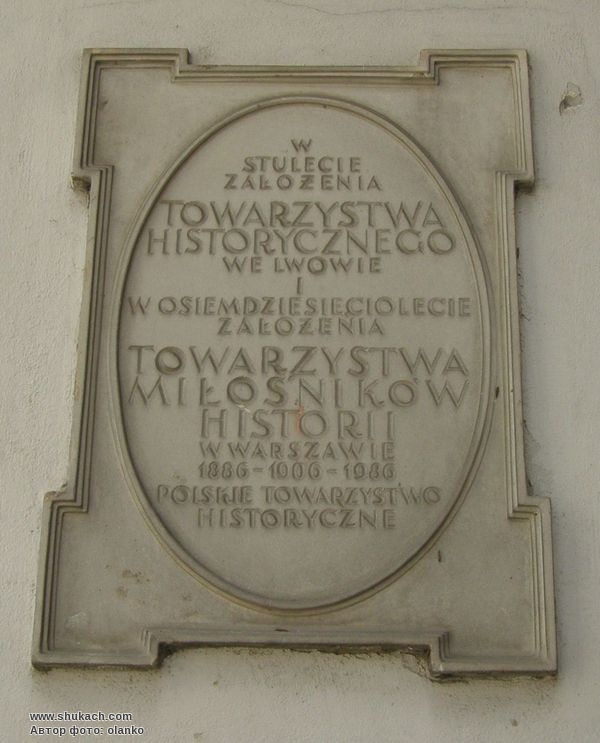 W
STULECIE
ZAŁOŻENIA
TOWARZYSTWA
HISTORYCZNEGO
WE LWOWIE
I
W OSIEMDZIESIĘCIOLECIE
ZAŁOŻENIA
TOWARZYSTWA
MIŁOŚNIKÓW
HISTORII
W WARSZAWIE
1886-1906-1986
POLSKIE TOWARZYSTWO
HISTORYCZNE
www.shukach.com
Автор фото: olanko